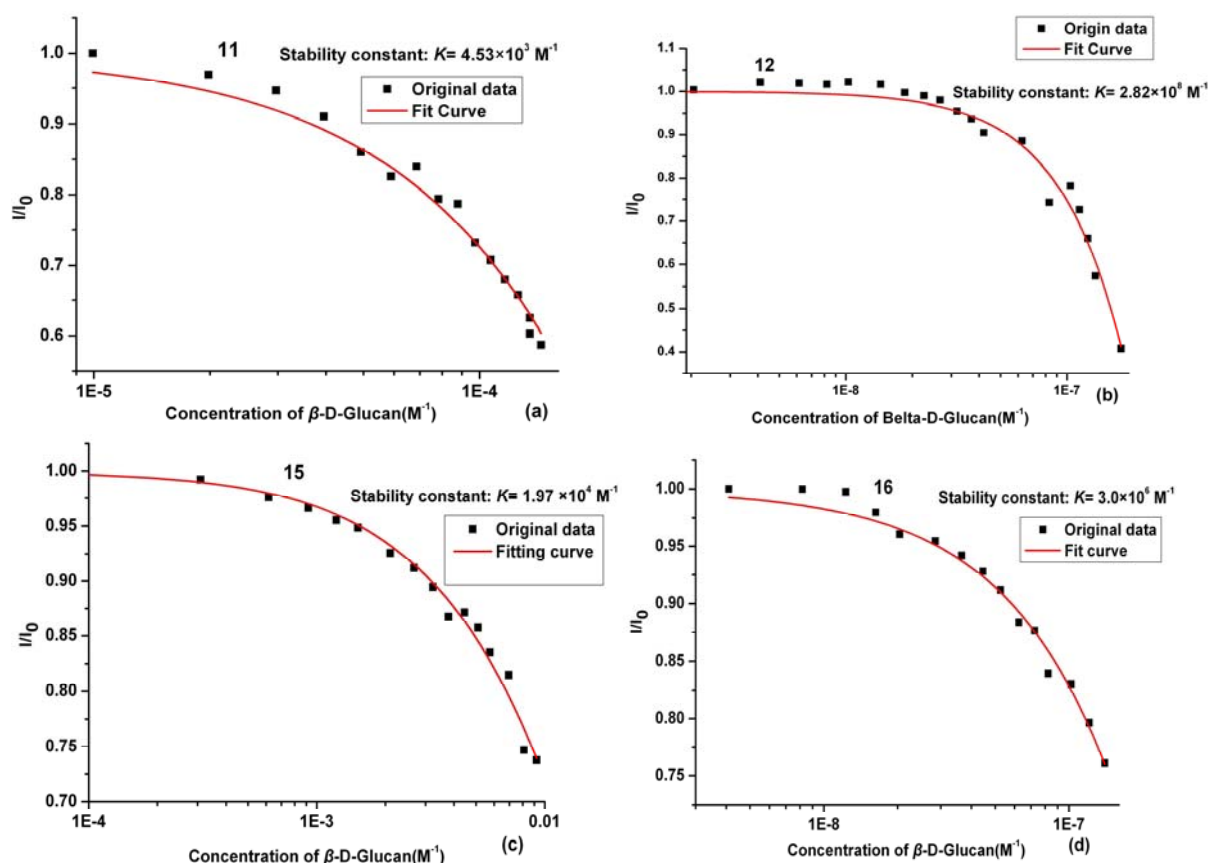 11
Stability constant: K= 4.53×10³ M⁻¹
Original data
Fit Curve
1.0
0.9
0.8
0.7
0.6
I/I₀
1E-5
1E-4
Concentration of β-D-Glucan(M⁻¹)
(a)
Origin data
Fit Curve
12
Stability constant: K= 2.82×10⁸ M⁻¹
1.1
1.0
0.9
0.8
0.7
0.6
0.5
0.4
I/I₀
1E-8
1E-7
Concentration of Belta-D-Glucan(M⁻¹)
(b)
15
Stability constant: K= 1.97 ×10⁴ M⁻¹
Original data
Fitting curve
1.00
0.95
0.90
0.85
0.80
0.75
0.70
I/I₀
1E-4
1E-3
0.01
Concentration of β-D-Glucan(M⁻¹)
(c)
16
Stability constant: K= 3.0×10⁶ M⁻¹
Original data
Fit curve
1.00
0.95
0.90
0.85
0.80
0.75
I/I₀
1E-8
1E-7
Concentration of β-D-Glucan(M⁻¹)
(d)